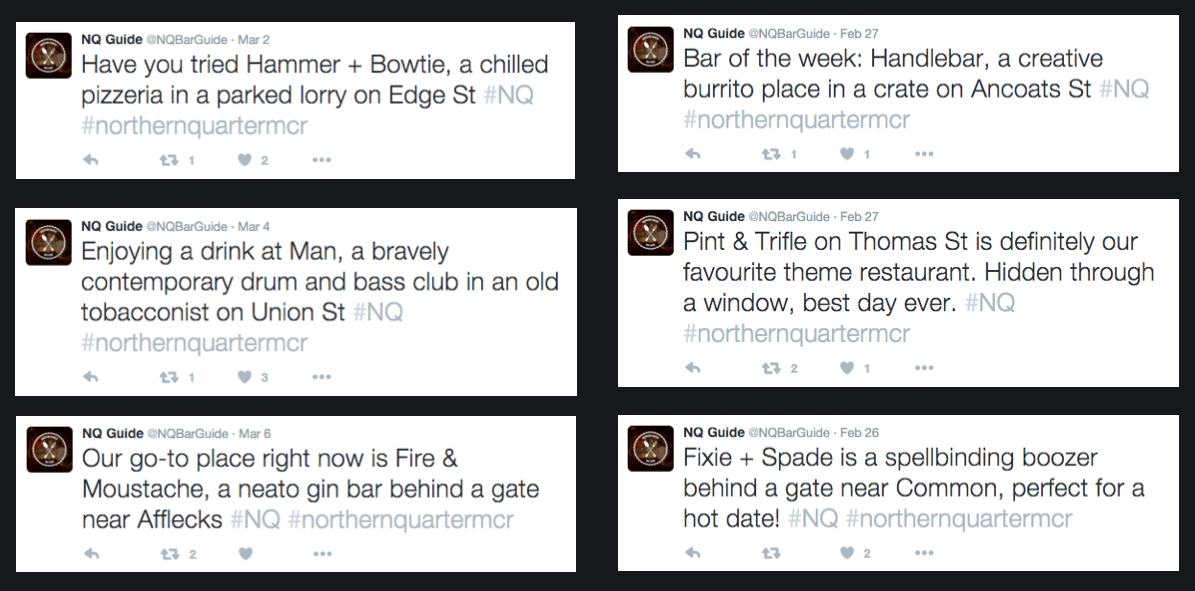 NQ Guide @NQBarGuide · Mar 2
Have you tried Hammer + Bowtie, a chilled
pizzeria in a parked lorry on Edge St #NQ
#northernquartermcr
1 2
NQ Guide @NQBarGuide · Mar 4
Enjoying a drink at Man, a bravely
contemporary drum and bass club in an old
tobacconist on Union St #NQ
#northernquartermcr
1 3
NQ Guide @NQBarGuide · Mar 6
Our go-to place right now is Fire &
Moustache, a neato gin bar behind a gate
near Afflecks #NQ #northernquartermcr
2
NQ Guide @NQBarGuide · Feb 27
Bar of the week: Handlebar, a creative
burrito place in a crate on Ancoats St #NQ
#northernquartermcr
1 1
NQ Guide @NQBarGuide · Feb 27
Pint & Trifle on Thomas St is definitely our
favourite theme restaurant. Hidden through
a window, best day ever. #NQ
#northernquartermcr
2 1
NQ Guide @NQBarGuide · Feb 26
Fixie + Spade is a spellbinding boozer
behind a gate near Common, perfect for a
hot date! #NQ #northernquartermcr
2